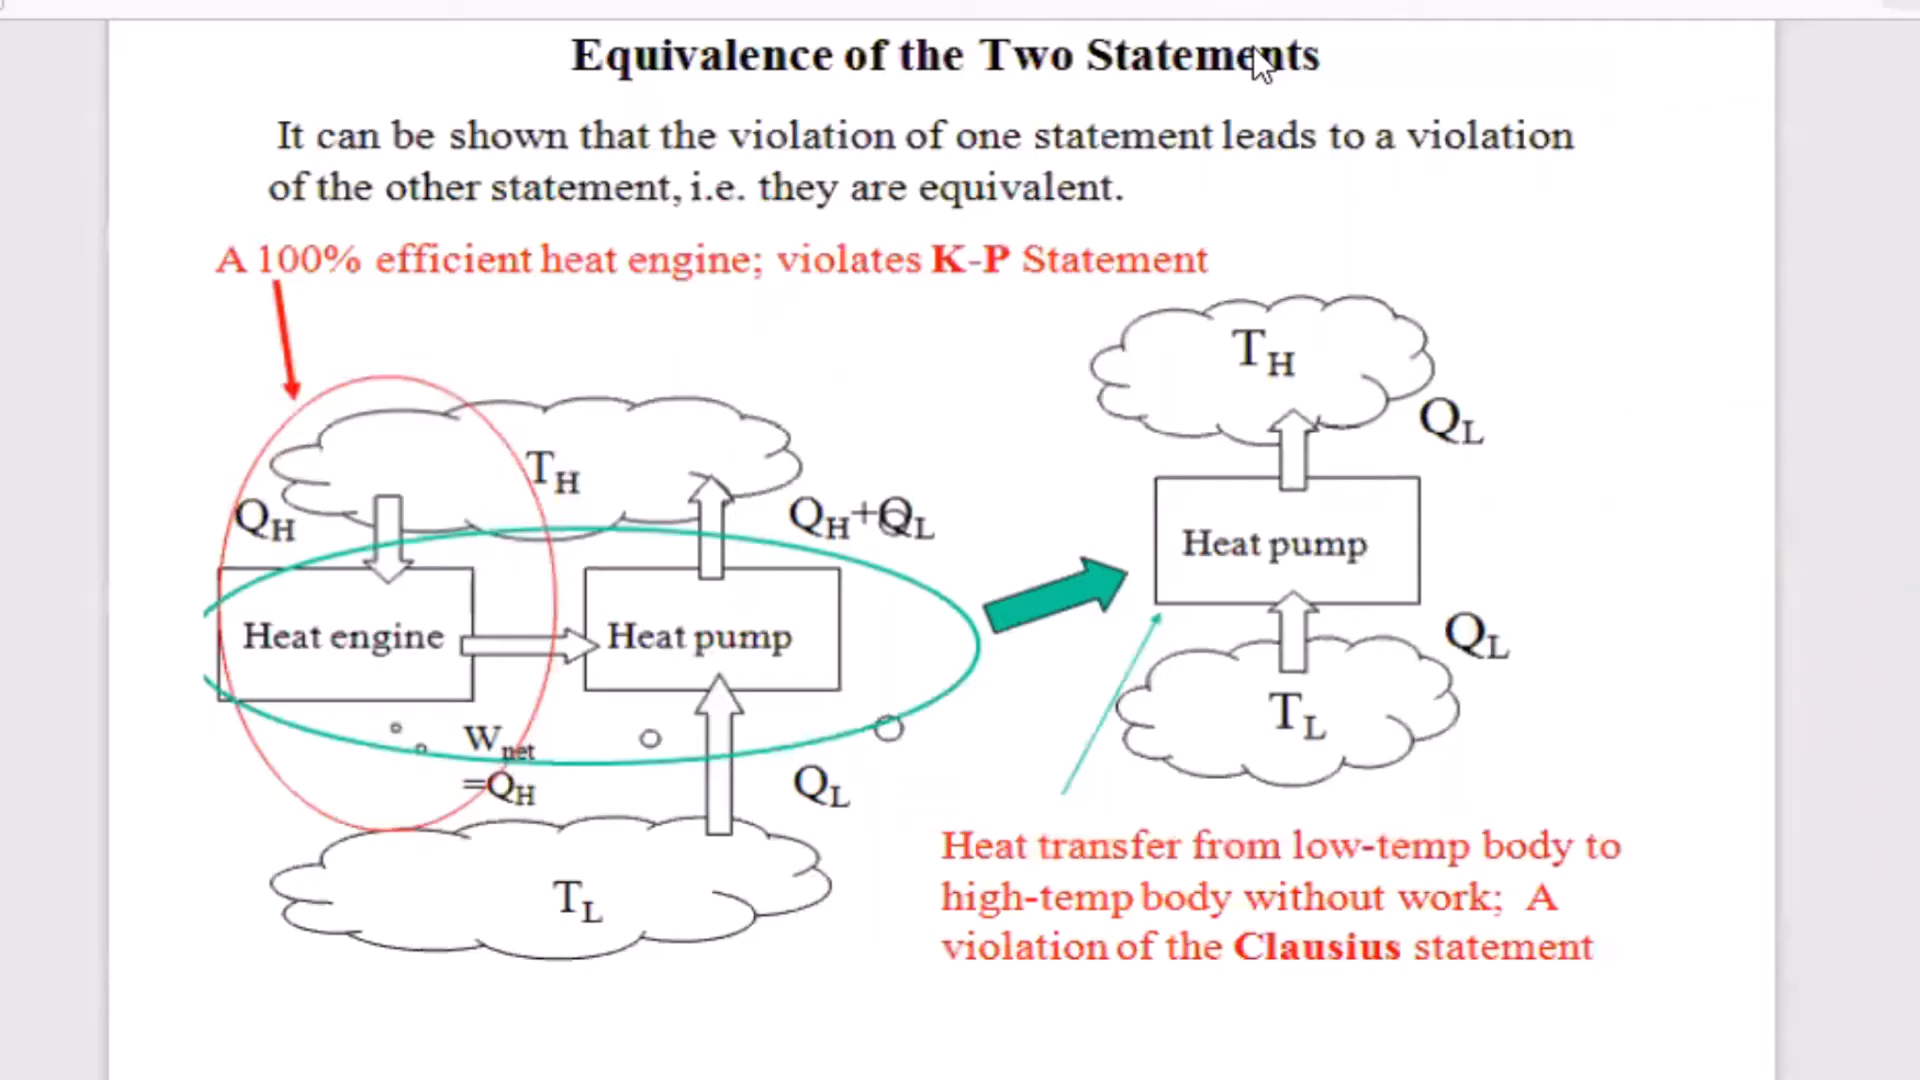 Equivalence of the Two Statements
It can be shown that the violation of one statement leads to a violation
of the other statement, i.e. they are equivalent.
A 100% efficient heat engine; violates K-P Statement
TH
QL
TH
QH
QH+QL
Heat pump
Heat engine
Heat pump
QL
TL
Wnet
=QH
QL
Heat transfer from low-temp body to
high-temp body without work; A
violation of the Clausius statement
TL